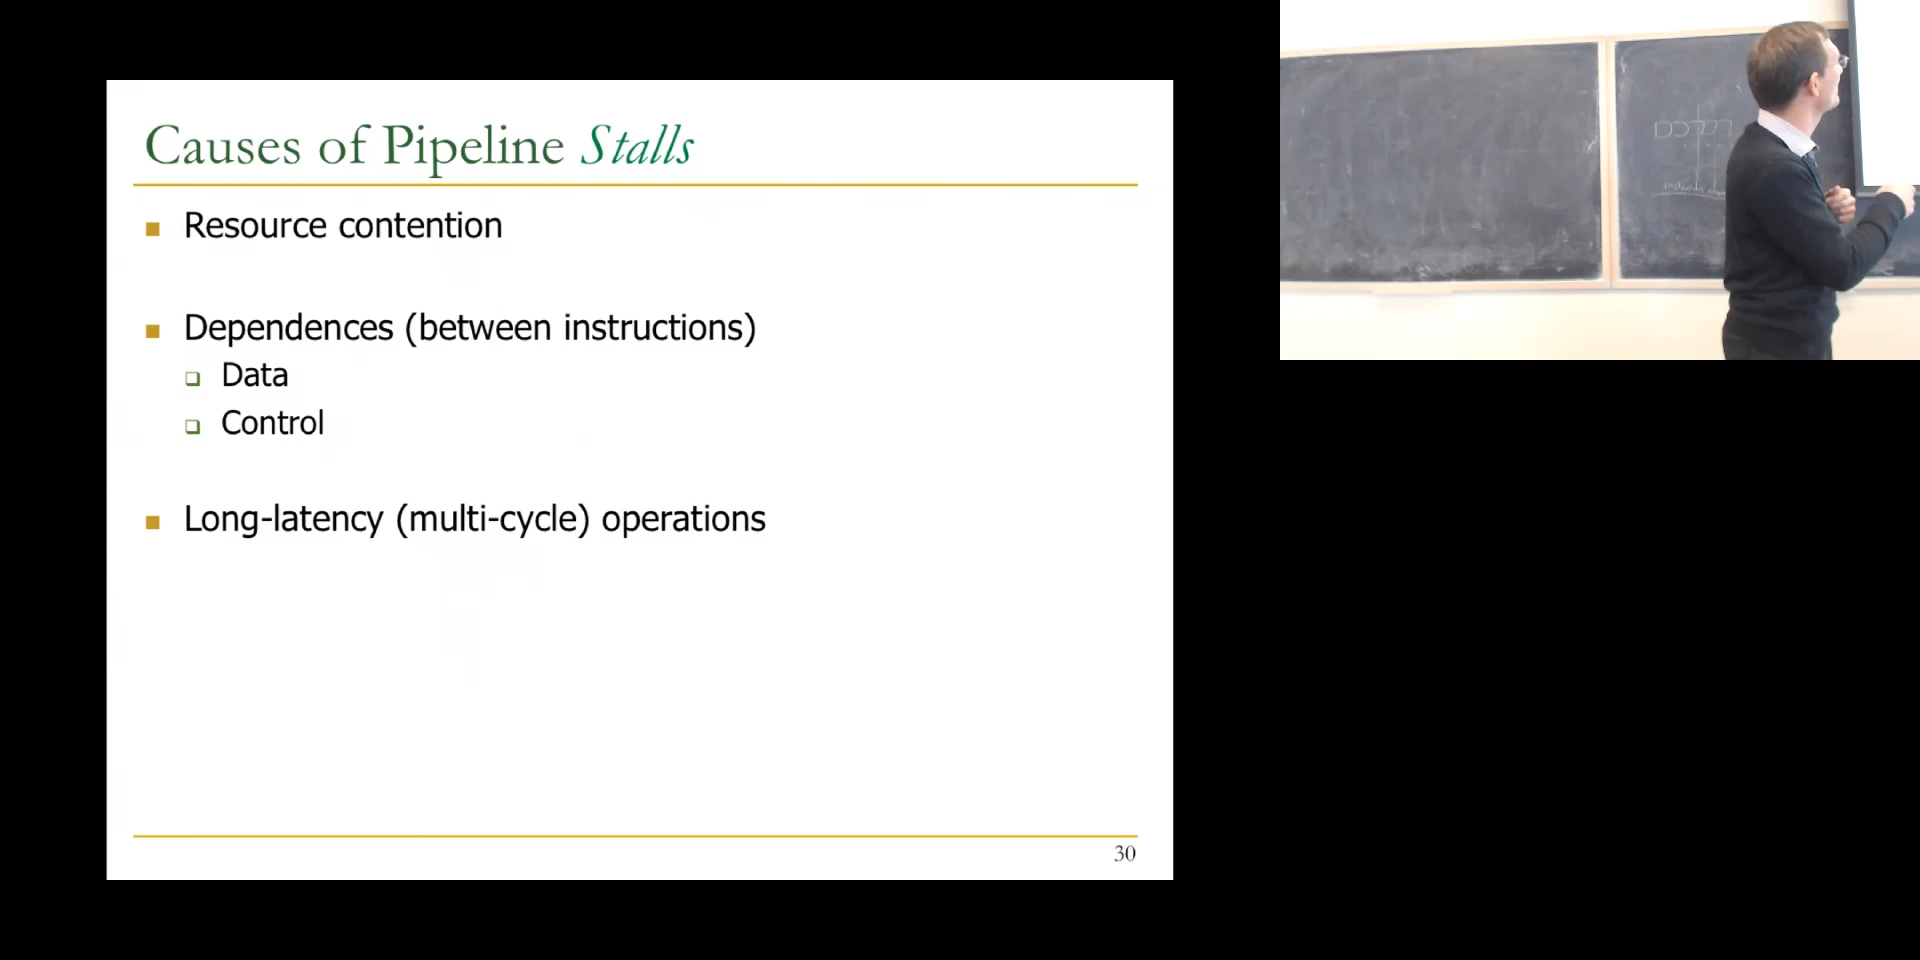 Causes of Pipeline Stalls
Resource contention
Dependences (between instructions)
Data
Control
Long-latency (multi-cycle) operations
30